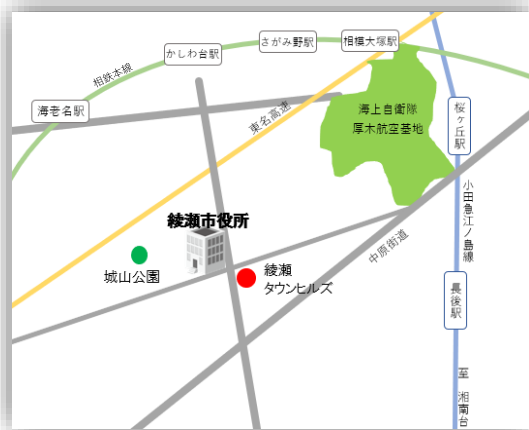 さがみ野駅
相模大塚駅
かしわ台駅
相鉄本線
海老名駅
東名高速
海上自衛隊
厚木航空基地
桜ヶ丘駅
小田急江ノ島線
綾瀬市役所
中原街道
城山公園
綾瀬
タウンヒルズ
長後駅
至 湘南台